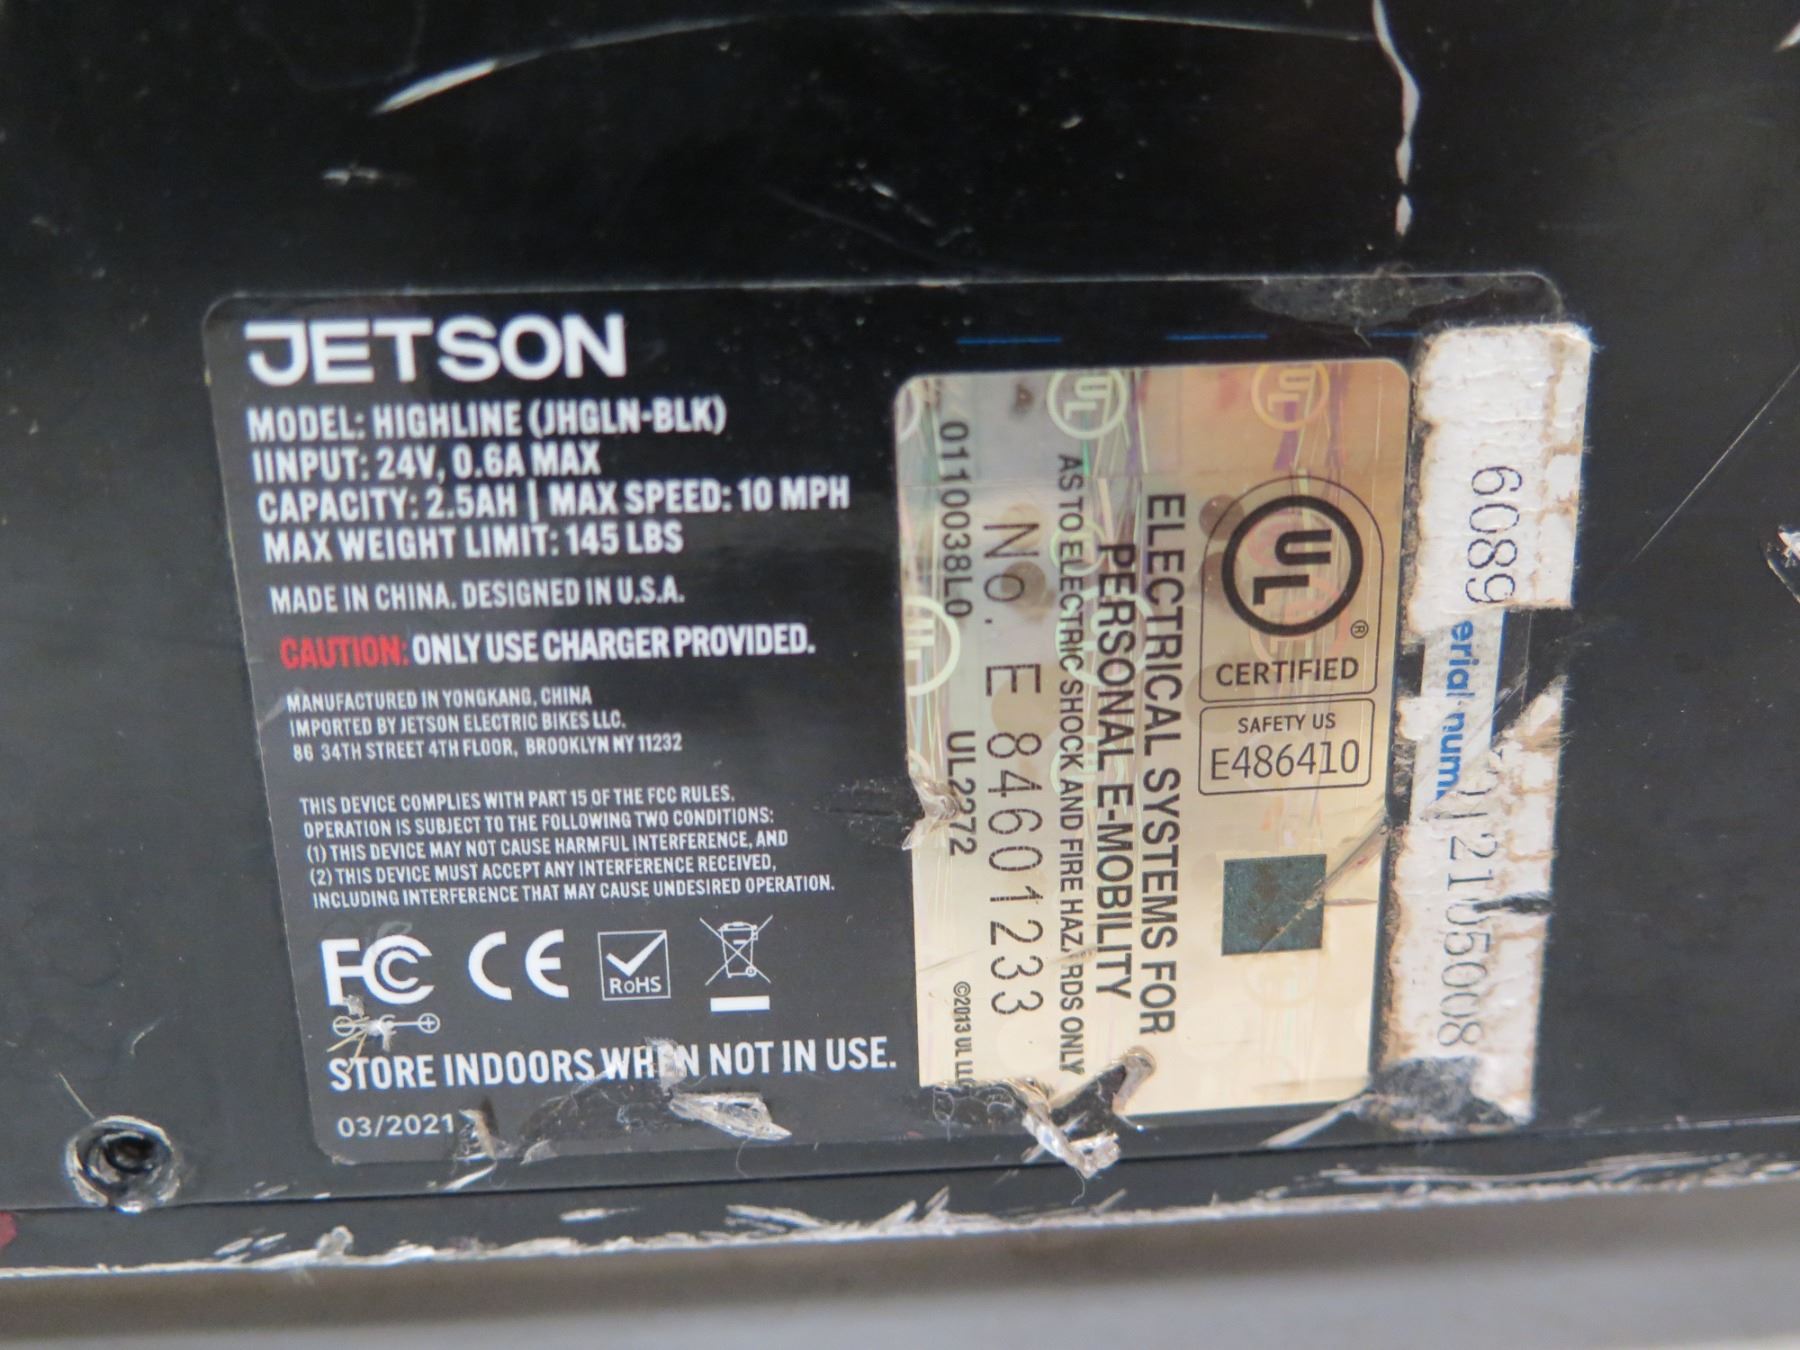 JETSON
MODEL: HIGHLINE (JHGLN-BLK)
IINPUT: 24V, 0.6A MAX
CAPACITY: 2.5AH | MAX SPEED: 10 MPH
MAX WEIGHT LIMIT: 145 LBS
MADE IN CHINA. DESIGNED IN U.S.A.
CAUTION: ONLY USE CHARGER PROVIDED.
MANUFACTURED IN YONGKANG, CHINA
IMPORTED BY JETSON ELECTRIC BIKES LLC.
86 34TH STREET 4TH FLOOR, BROOKLYN NY 11232
THIS DEVICE COMPLIES WITH PART 15 OF THE FCC RULES.
OPERATION IS SUBJECT TO THE FOLLOWING TWO CONDITIONS:
(1) THIS DEVICE MAY NOT CAUSE HARMFUL INTERFERENCE, AND
(2) THIS DEVICE MUST ACCEPT ANY INTERFERENCE RECEIVED,
INCLUDING INTERFERENCE THAT MAY CAUSE UNDESIRED OPERATION.
FCC CE RoHS
STORE INDOORS WHEN NOT IN USE.
03/2021
UL ®
CERTIFIED
SAFETY US
E486410
ELECTRICAL SYSTEMS FOR
PERSONAL E-MOBILITY
AS TO ELECTRIC SHOCK AND FIRE HAZARDS ONLY
No. E 84601233
01100038L0 UL2272 ©2013 UL LLC
6089
erial num
2105008